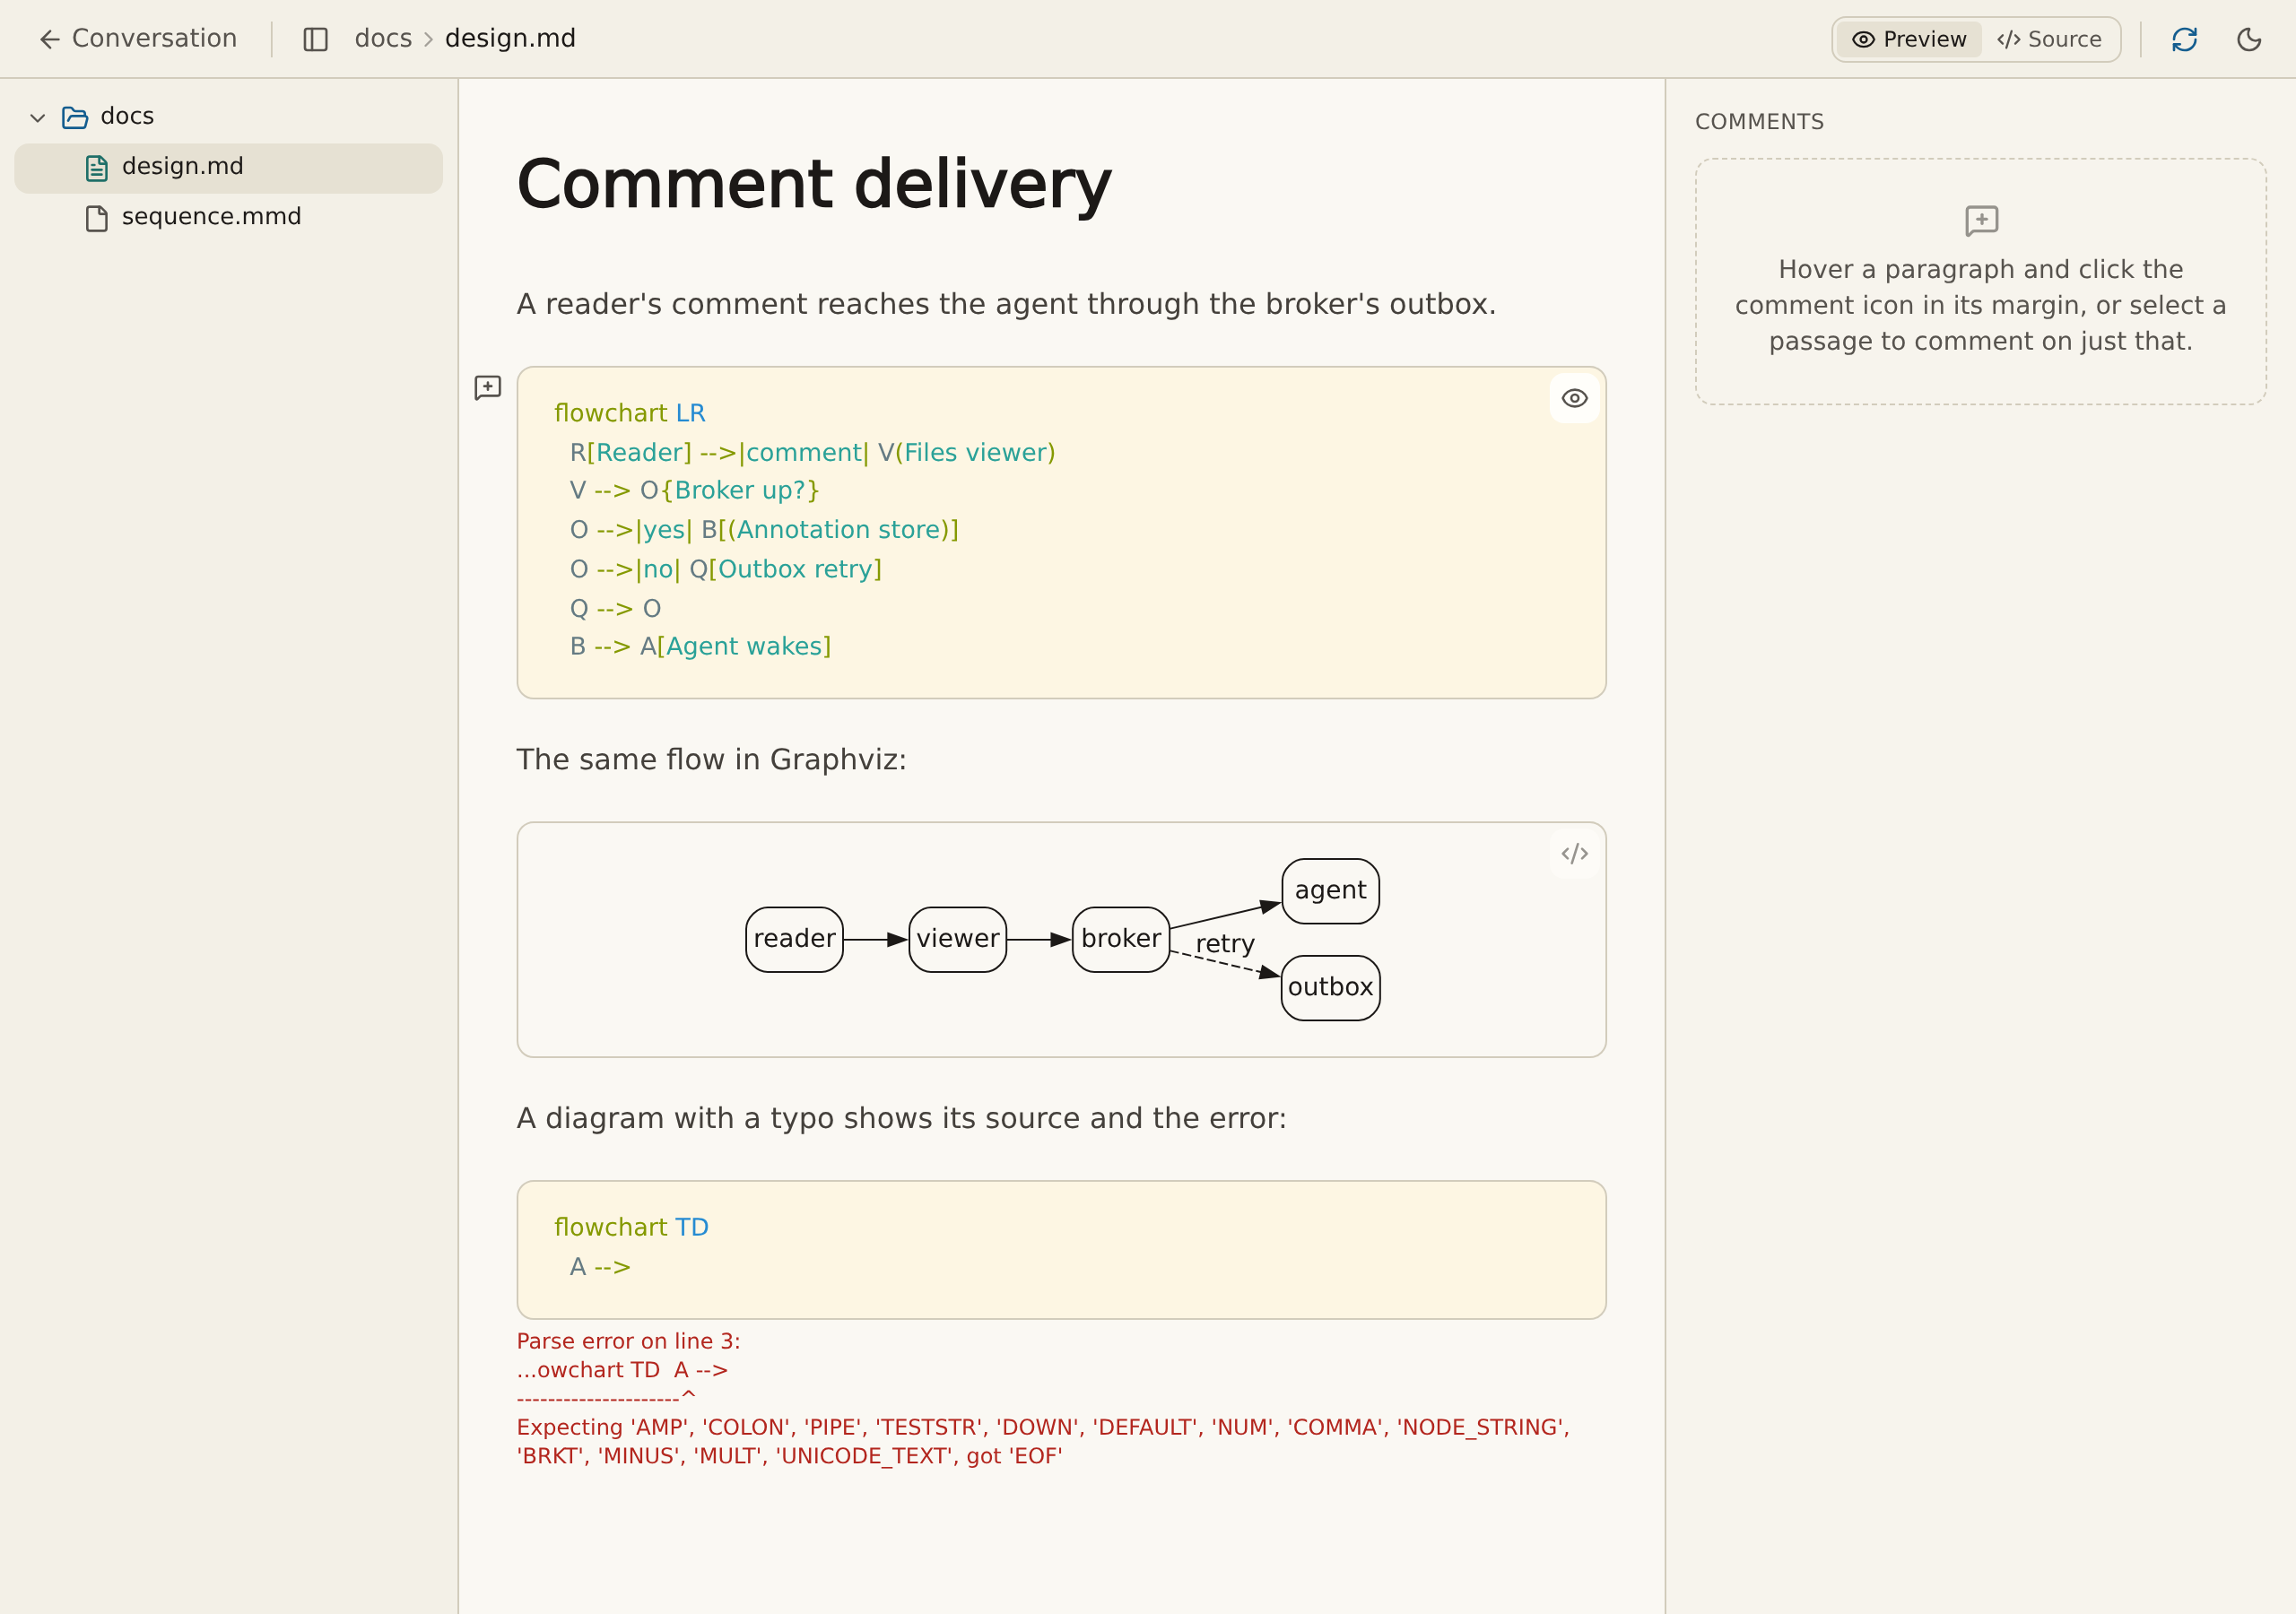 Conversation
docs > design.md
Preview
Source
docs
design.md
sequence.mmd
Comment delivery
A reader's comment reaches the agent through the broker's outbox.
flowchart LR
  R[Reader] -->|comment| V(Files viewer)
  V --> O{Broker up?}
  O -->|yes| B[(Annotation store)]
  O -->|no| Q[Outbox retry]
  Q --> O
  B --> A[Agent wakes]
The same flow in Graphviz:
reader
viewer
broker
retry
agent
outbox
A diagram with a typo shows its source and the error:
flowchart TD
  A -->
Parse error on line 3:
...owchart TD  A -->
---------------------^
Expecting 'AMP', 'COLON', 'PIPE', 'TESTSTR', 'DOWN', 'DEFAULT', 'NUM', 'COMMA', 'NODE_STRING',
'BRKT', 'MINUS', 'MULT', 'UNICODE_TEXT', got 'EOF'
COMMENTS
Hover a paragraph and click the
comment icon in its margin, or select a
passage to comment on just that.